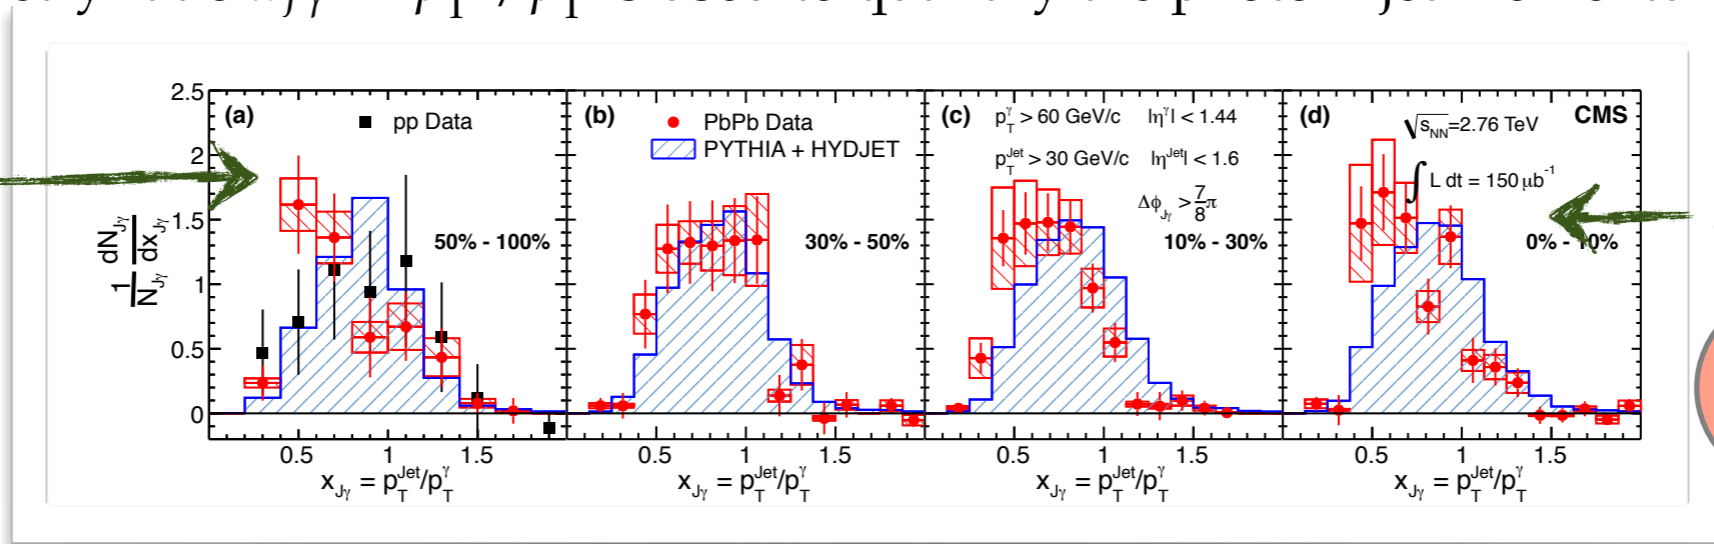 (a)
pp Data
50% - 100%
(b)
PbPb Data
PYTHIA + HYDJET
30% - 50%
(c)
p_T^γ > 60 GeV/c |η^γ| < 1.44
p_T^Jet > 30 GeV/c |η^Jet| < 1.6
Δϕ_Jγ > 7/8 π
10% - 30%
(d)
CMS
√s_NN=2.76 TeV
∫ L dt = 150 μb⁻¹
0% - 10%
1/N_Jγ dN_Jγ/dx_Jγ
2.5
2
1.5
1
0.5
0
0.5 1 1.5
0.5 1 1.5
0.5 1 1.5
0.5 1 1.5
x_Jγ = p_T^Jet/p_T^γ
x_Jγ = p_T^Jet/p_T^γ
x_Jγ = p_T^Jet/p_T^γ
x_Jγ = p_T^Jet/p_T^γ